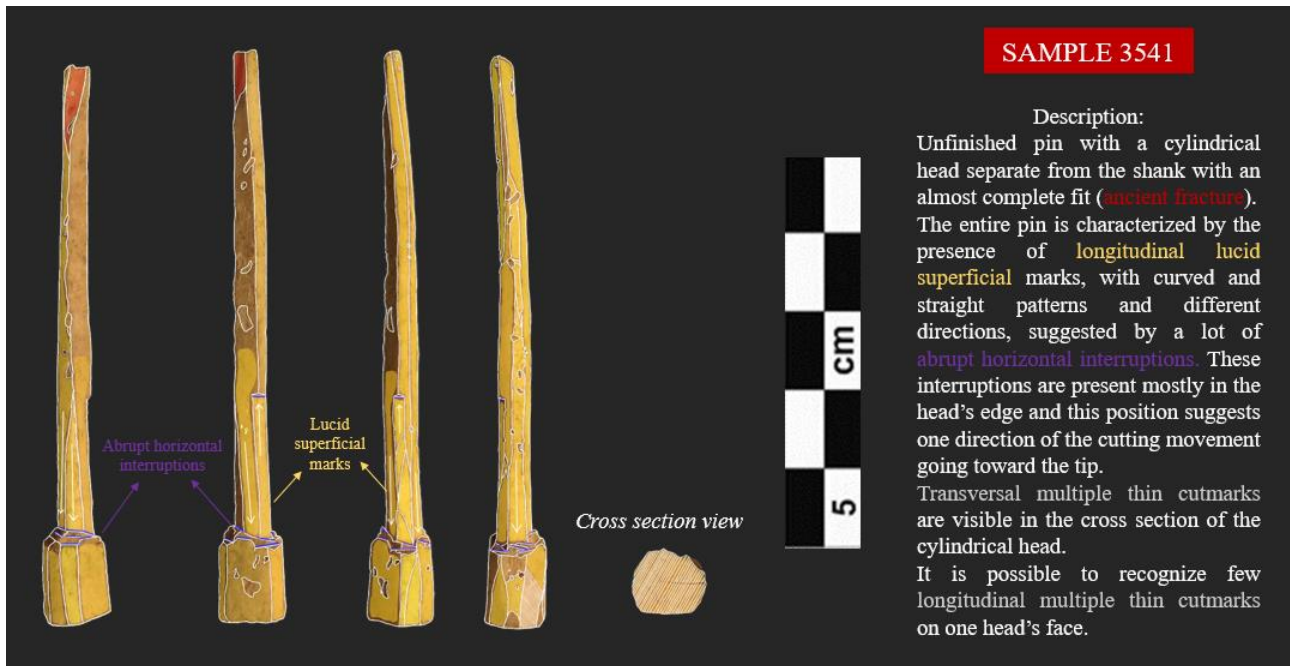 SAMPLE 3541
Description:
Unfinished pin with a cylindrical
head separate from the shank with an
almost complete fit (ancient fracture).
The entire pin is characterized by the
presence of longitudinal lucid
superficial marks, with curved and
straight patterns and different
directions, suggested by a lot of
abrupt horizontal interruptions. These
interruptions are present mostly in the
head's edge and this position suggests
one direction of the cutting movement
going toward the tip.
Transversal multiple thin cutmarks
are visible in the cross section of the
cylindrical head.
It is possible to recognize few
longitudinal multiple thin cutmarks
on one head's face.
Abrupt horizontal
interruptions
Lucid
superficial
marks
Cross section view
cm
5